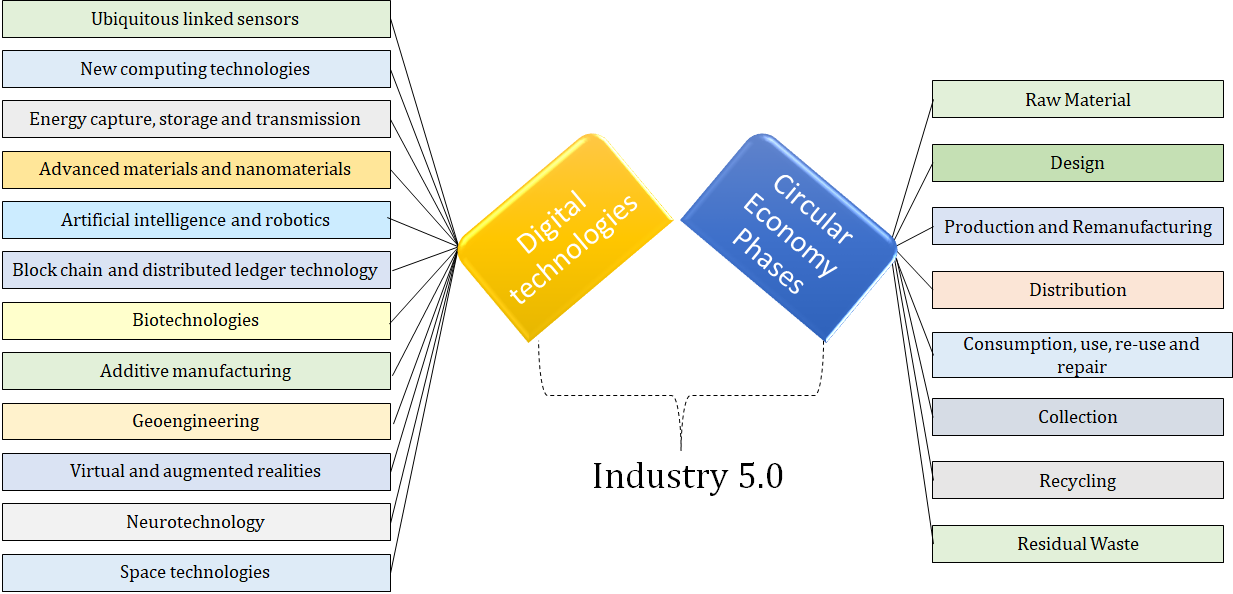 Ubiquitous linked sensors
New computing technologies
Energy capture, storage and transmission
Advanced materials and nanomaterials
Artificial intelligence and robotics
Block chain and distributed ledger technology
Biotechnologies
Additive manufacturing
Geoengineering
Virtual and augmented realities
Neurotechnology
Space technologies
Digital
technologies
Circular
Economy
Phases
Industry 5.0
Raw Material
Design
Production and Remanufacturing
Distribution
Consumption, use, re-use and
repair
Collection
Recycling
Residual Waste